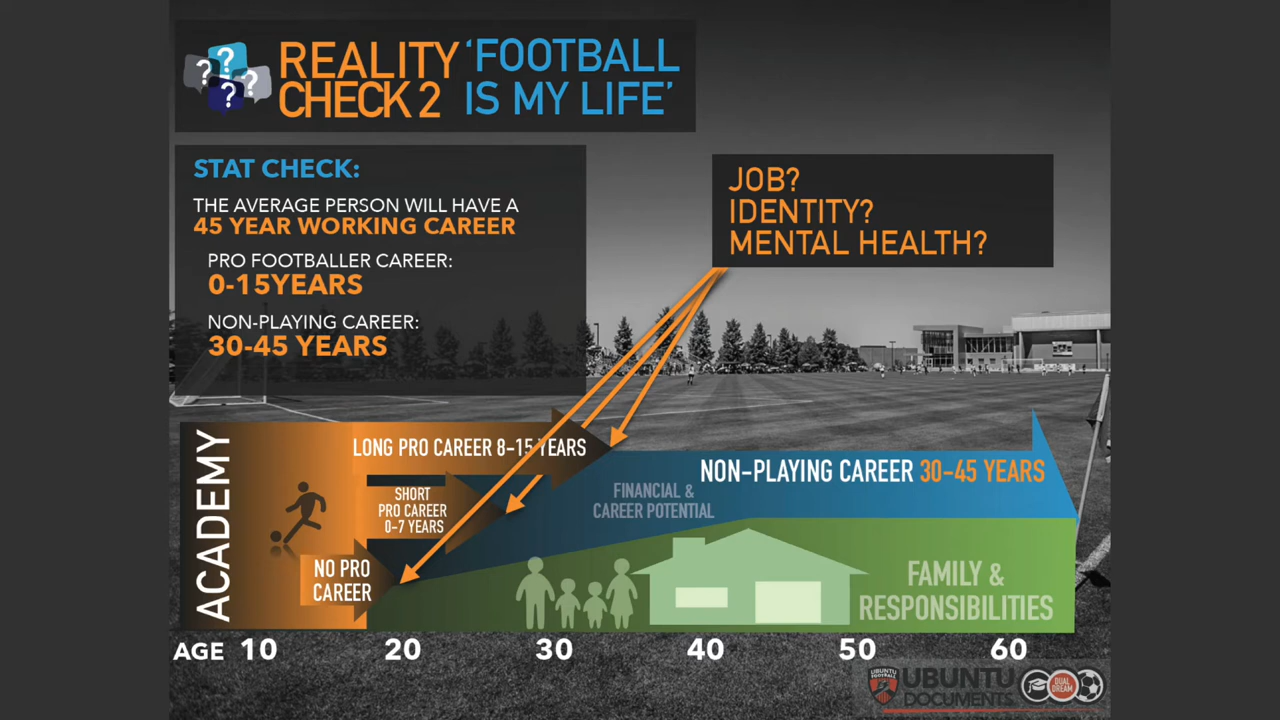 REALITY
CHECK 2
'FOOTBALL
IS MY LIFE'
STAT CHECK:
THE AVERAGE PERSON WILL HAVE A
45 YEAR WORKING CAREER
PRO FOOTBALLER CAREER:
0-15YEARS
NON-PLAYING CAREER:
30-45 YEARS
JOB?
IDENTITY?
MENTAL HEALTH?
ACADEMY
LONG PRO CAREER 8-15 YEARS
SHORT
PRO CAREER
0-7 YEARS
NO PRO
CAREER
NON-PLAYING CAREER 30-45 YEARS
FINANCIAL &
CAREER POTENTIAL
FAMILY &
RESPONSIBILITIES
AGE 10 20 30 40 50 60
UBUNTU
FOOTBALL
UBUNTU
DOCUMENTS
DUAL
DREAM